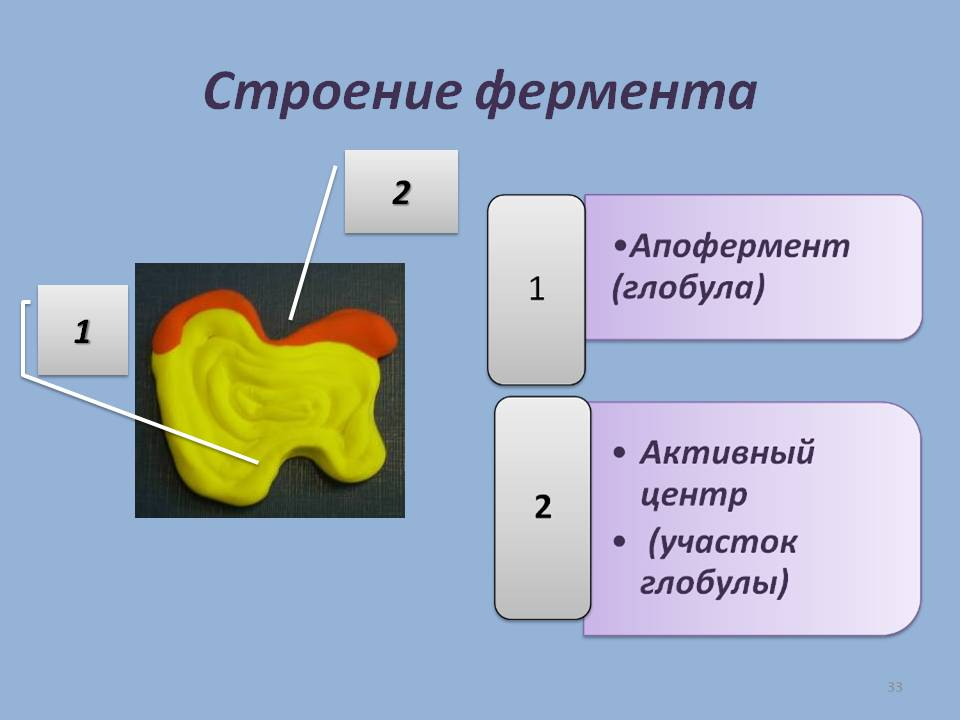 Строение фермента
2
1
1
•Апофермент
(глобула)
2
• Активный
центр
• (участок
глобулы)
33